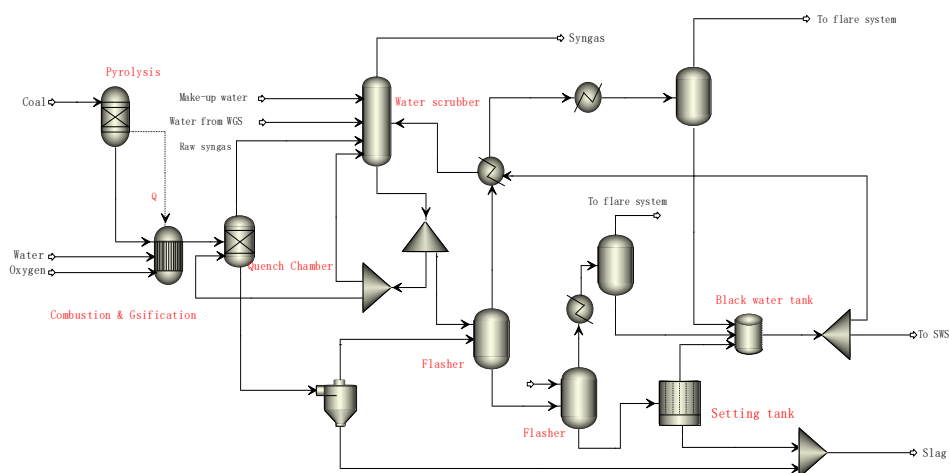 To flare system
Syngas
Pyrolysis
Coal
Make-up water
Water scrubber
Water from WGS
Raw syngas
Q
To flare system
Water
Oxygen
Quench Chamber
Combustion & Gsification
Black water tank
To SWS
Flasher
Flasher
Setting tank
Slag